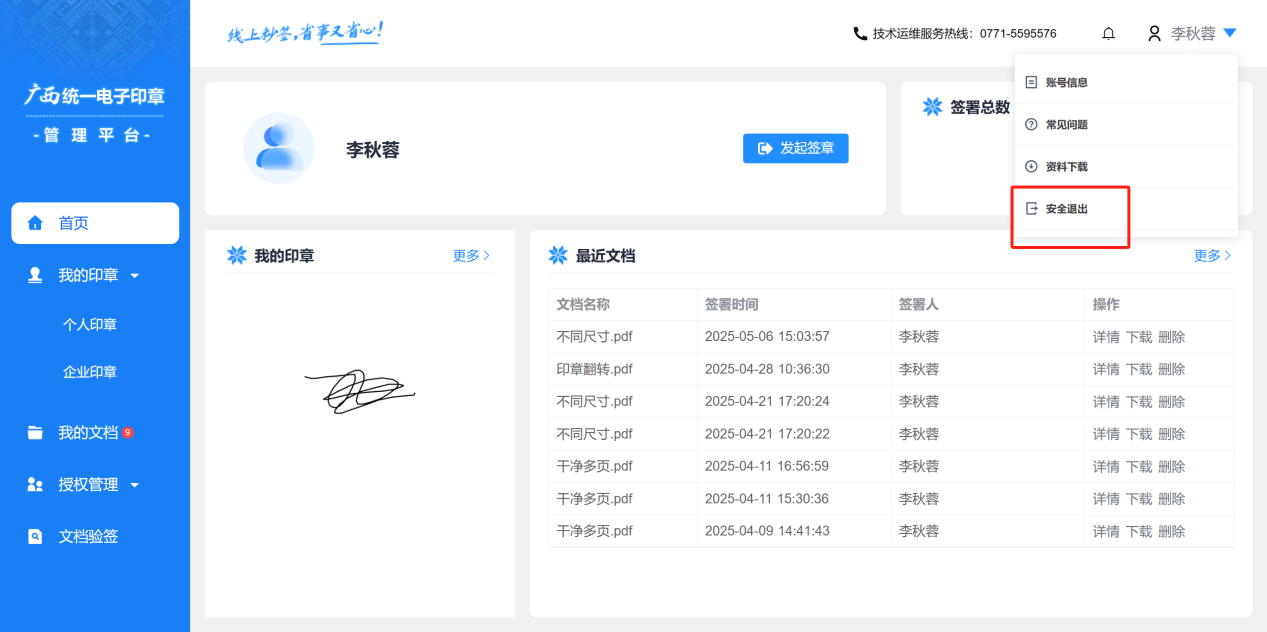 线上秒签,省事又省心!
技术运维服务热线：0771-5595576
李秋蓉
广西统一电子印章
-管 理 平 台-
首页
我的印章
个人印章
企业印章
我的文档 9
授权管理
文档验签
李秋蓉
发起签章
签署总数
账号信息
常见问题
资料下载
安全退出
我的印章
更多
最近文档
更多
文档名称 签署时间 签署人 操作
不同尺寸.pdf 2025-05-06 15:03:57 李秋蓉 详情 下载 删除
印章翻转.pdf 2025-04-28 10:36:30 李秋蓉 详情 下载 删除
不同尺寸.pdf 2025-04-21 17:20:24 李秋蓉 详情 下载 删除
不同尺寸.pdf 2025-04-21 17:20:22 李秋蓉 详情 下载 删除
干净多页.pdf 2025-04-11 16:56:59 李秋蓉 详情 下载 删除
干净多页.pdf 2025-04-11 15:30:36 李秋蓉 详情 下载 删除
干净多页.pdf 2025-04-09 14:41:43 李秋蓉 详情 下载 删除